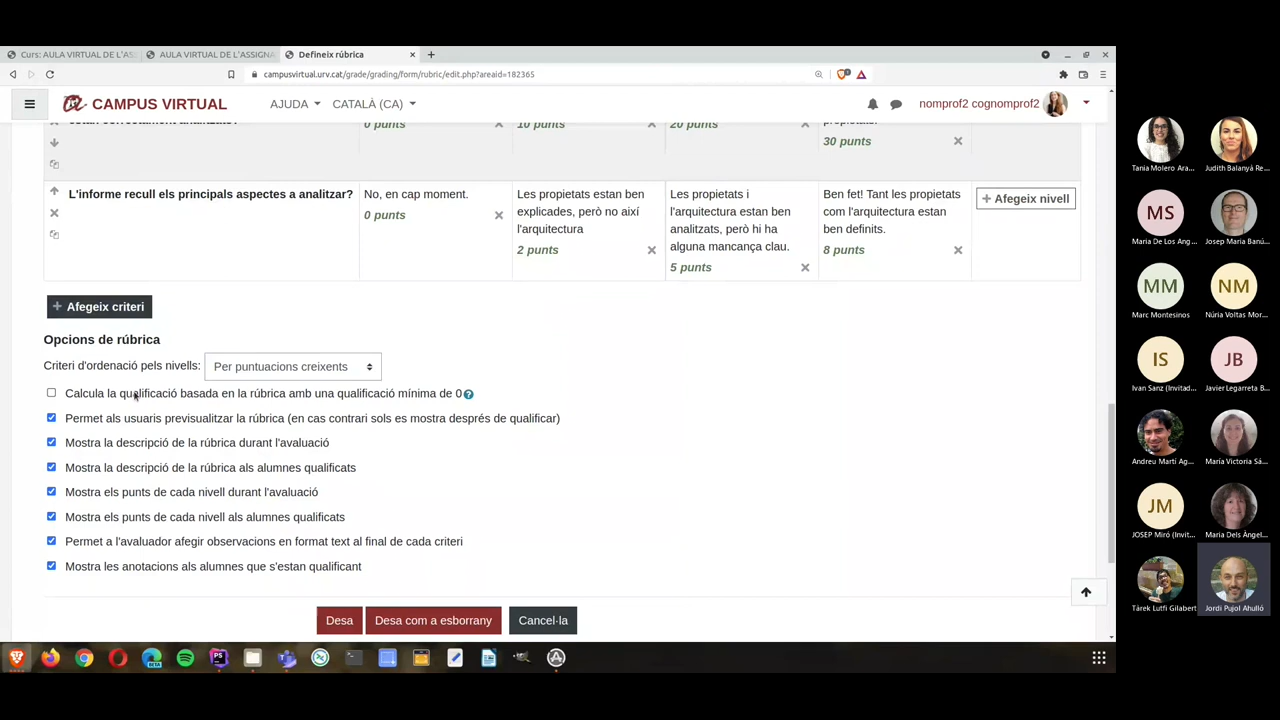 Curs: AULA VIRTUAL DE L'AS
AULA VIRTUAL DE L'ASSIGNA
Defineix rúbrica
campusvirtual.urv.cat/grade/grading/form/rubric/edit.php?areaid=182365
CAMPUS VIRTUAL
AJUDA
CATALÀ (CA)
nomprof2 cognomprof2
estan correctament analitzats?
0 punts
10 punts
20 punts
propietats.
30 punts
L'informe recull els principals aspectes a analitzar?
No, en cap moment.
0 punts
Les propietats estan ben
explicades, però no així
l'arquitectura
2 punts
Les propietats i
l'arquitectura estan ben
analitzats, però hi ha
alguna mancança clau.
5 punts
Ben fet! Tant les propietats
com l'arquitectura estan
ben definits.
8 punts
+ Afegeix nivell
+ Afegeix criteri
Opcions de rúbrica
Criteri d'ordenació pels nivells:
Per puntuacions creixents
Calcula la qualificació basada en la rúbrica amb una qualificació mínima de 0
Permet als usuaris previsualitzar la rúbrica (en cas contrari sols es mostra després de qualificar)
Mostra la descripció de la rúbrica durant l'avaluació
Mostra la descripció de la rúbrica als alumnes qualificats
Mostra els punts de cada nivell durant l'avaluació
Mostra els punts de cada nivell als alumnes qualificats
Permet a l'avaluador afegir observacions en format text al final de cada criteri
Mostra les anotacions als alumnes que s'estan qualificant
Desa
Desa com a esborrany
Cancel·la
Tania Molero Ara...
Judith Balanyà Re...
MS
Maria De Los Ang...
Josep Maria Banú...
MM
Marc Montesinos
NM
Núria Voltas Mor...
IS
Ivan Sanz (Invitad...
JB
Javier Legarreta B...
Andreu Martí Ag...
María Victoria Sá...
JM
JOSEP Miró (Invit...
Maria Dels Àngel...
Tárek Lutfi Gilabert
Jordi Pujol Ahulló